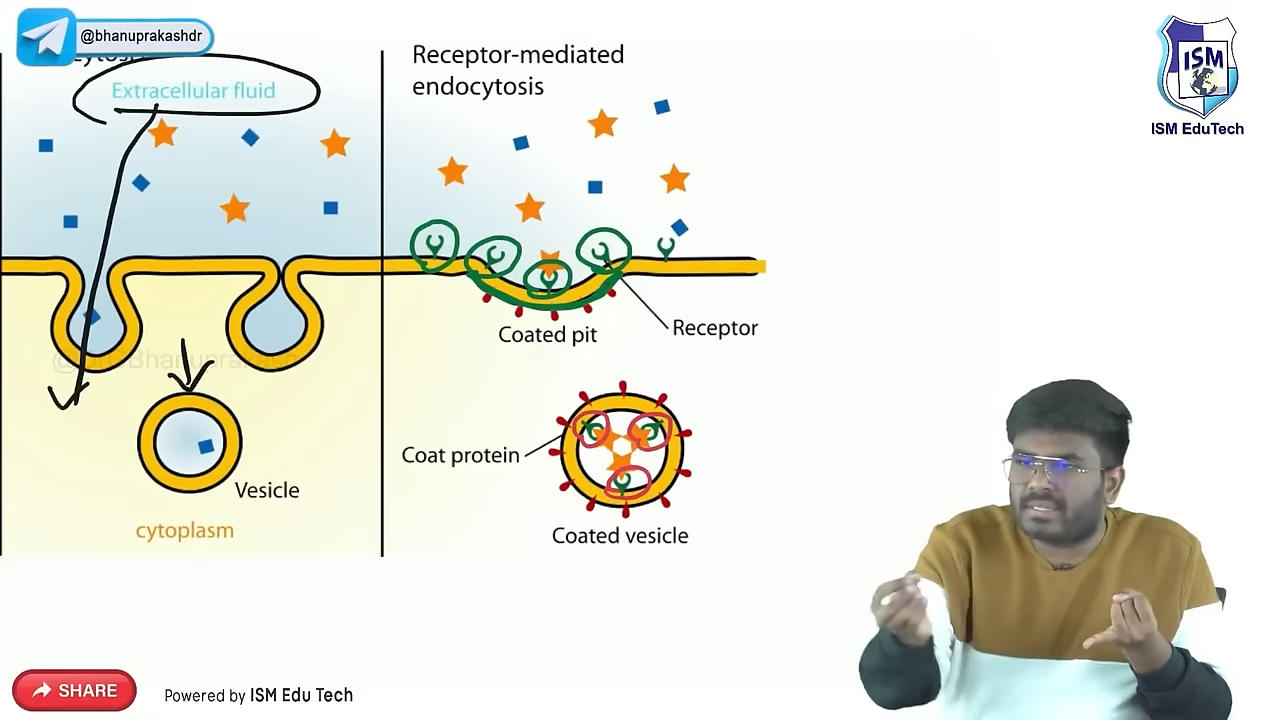 @bhanuprakashdr
Extracellular fluid
Receptor-mediated
endocytosis
ISM
ISM EduTech
Coated pit
Receptor
Coat protein
Vesicle
cytoplasm
Coated vesicle
SHARE
Powered by ISM Edu Tech